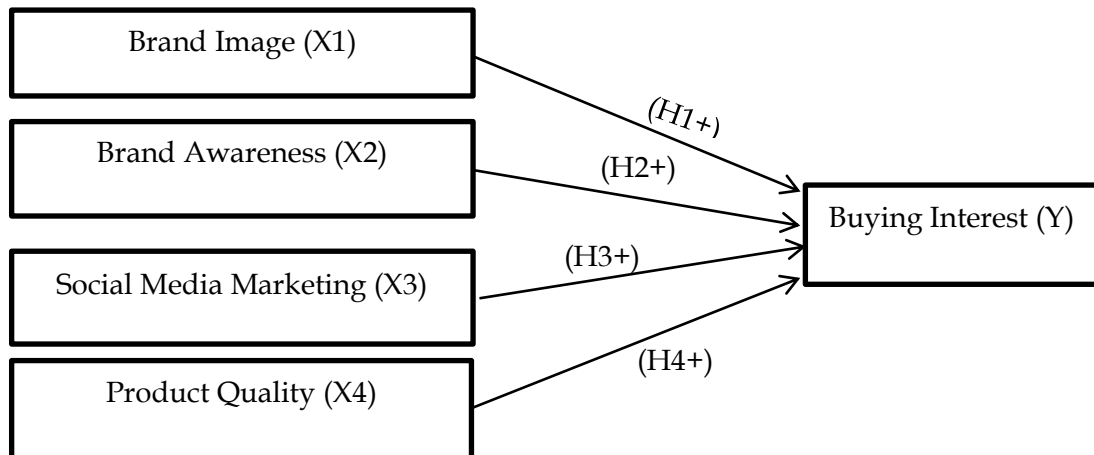 Brand Image (X1)
(H1+)
Brand Awareness (X2)
(H2+)
Buying Interest (Y)
Social Media Marketing (X3)
(H3+)
Product Quality (X4)
(H4+)